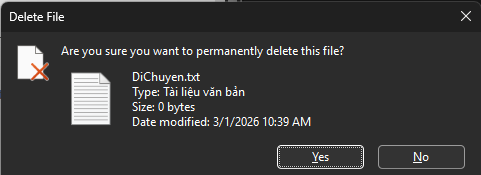 Delete File
Are you sure you want to permanently delete this file?
DiChuyen.txt
Type: Tài liệu văn bản
Size: 0 bytes
Date modified: 3/1/2026 10:39 AM
Yes
No